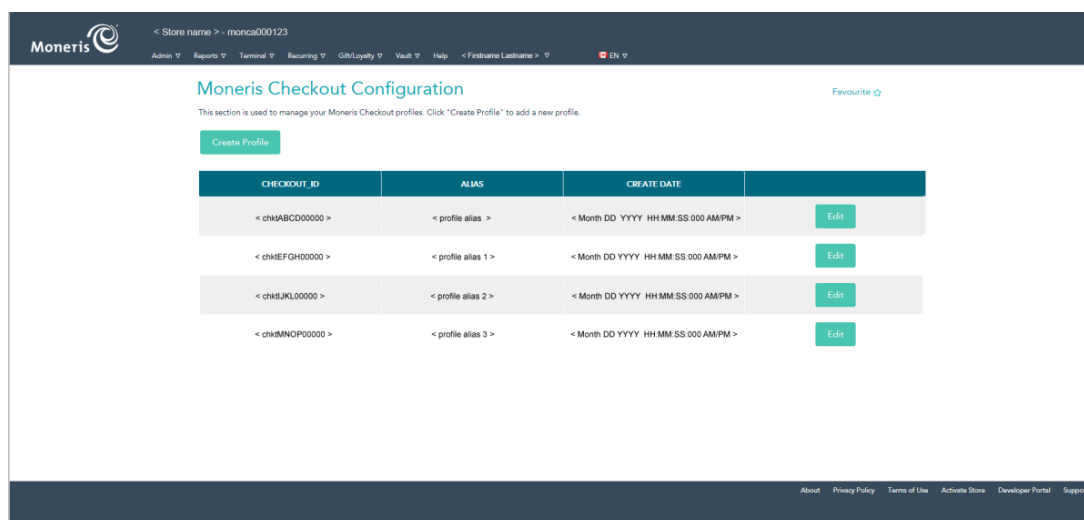 Moneris
< Store name > - monca000123
Admin ▽ Reports ▽ Terminal ▽ Recurring ▽ Gift/Loyalty ▽ Vault ▽ Help < Firstname Lastname > ▽ EN ▽
Moneris Checkout Configuration
Favourite ☆
This section is used to manage your Moneris Checkout profiles. Click "Create Profile" to add a new profile.
Create Profile
CHECKOUT_ID ALIAS CREATE DATE
< chktABCD00000 > < profile alias > < Month DD YYYY HH:MM:SS:000 AM/PM > Edit
< chktEFGH00000 > < profile alias 1 > < Month DD YYYY HH:MM:SS:000 AM/PM > Edit
< chktIJKL00000 > < profile alias 2 > < Month DD YYYY HH:MM:SS:000 AM/PM > Edit
< chktMNOP00000 > < profile alias 3 > < Month DD YYYY HH:MM:SS:000 AM/PM > Edit
About Privacy Policy Terms of Use Activate Store Developer Portal Suppo